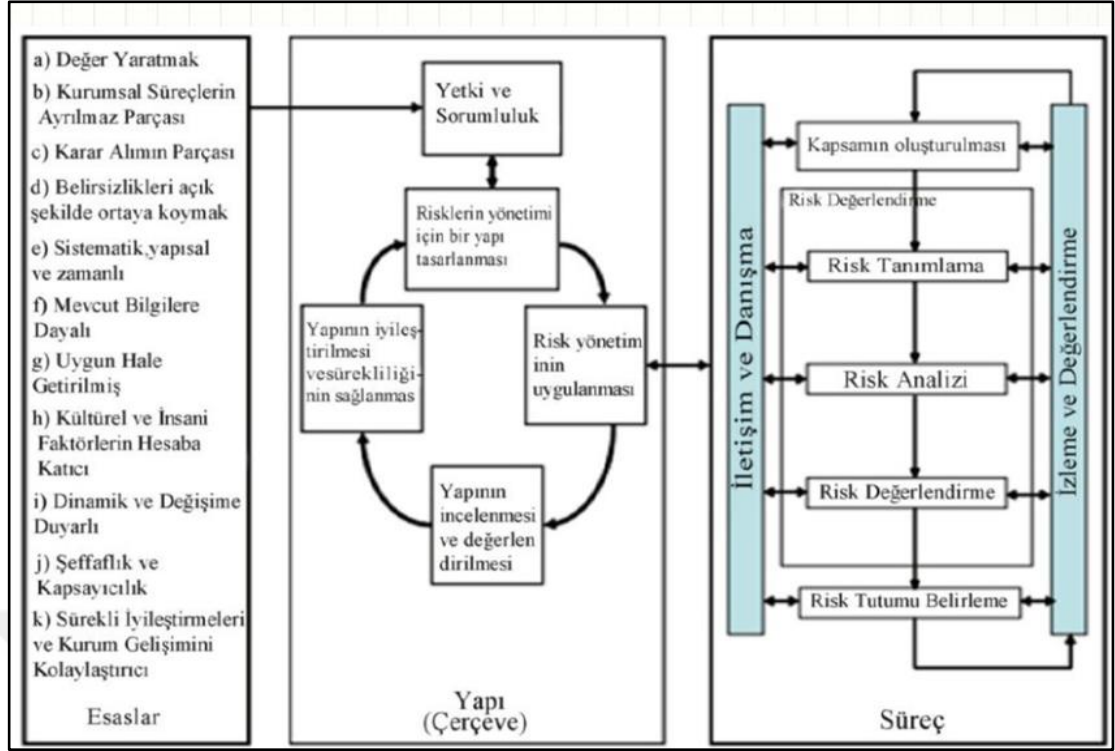 a) Değer Yaratmak
b) Kurumsal Süreçlerin
Ayrılmaz Parçası
c) Karar Alımın Parçası
d) Belirsizlikleri açık
şekilde ortaya koymak
e) Sistematik,yapısal
ve zamanlı
f) Mevcut Bilgilere
Dayalı
g) Uygun Hale
Getirilmiş
h) Kültürel ve İnsani
Faktörlerin Hesaba
Katıcı
i) Dinamik ve Değişime
Duyarlı
j) Şeffaflık ve
Kapsayıcılık
k) Sürekli İyileştirmeleri
ve Kurum Gelişimini
Kolaylaştırıcı
Esaslar
Yetki ve
Sorumluluk
Risklerin yönetimi
için bir yapı
tasarlanması
Yapının iyileş-
tirilmesi
vesürekliliği-
nin sağlanmas
Risk yönetim
inin
uygulanması
Yapının
incelenmesi
ve değerlen
dirilmesi
Yapı
(Çerçeve)
İletişim ve Danışma
Kapsamın oluşturulması
Risk Değerlendirme
Risk Tanımlama
Risk Analizi
Risk Değerlendirme
Risk Tutumu Belirleme
İzleme ve Değerlendirme
Süreç